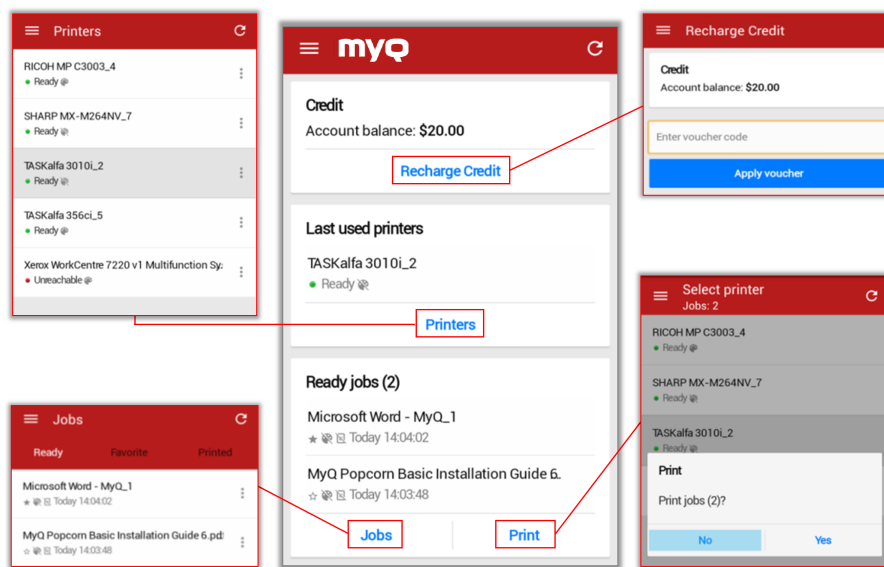 Printers
RICOH MP C3003_4
Ready
SHARP MX-M264NV_7
Ready
TASKalfa 3010i_2
Ready
TASKalfa 356ci_5
Ready
Xerox WorkCentre 7220 v1 Multifunction Sy
Unreachable
myQ
Credit
Account balance: $20.00
Recharge Credit
Last used printers
TASKalfa 3010i_2
Ready
Printers
Ready jobs (2)
Microsoft Word - MyQ_1
Today 14:04:02
MyQ Popcorn Basic Installation Guide 6.
Today 14:03:48
Jobs
Print
Recharge Credit
Credit
Account balance: $20.00
Enter voucher code
Apply voucher
Jobs
Ready Favorite Printed
Microsoft Word - MyQ_1
Today 14:04:02
MyQ Popcorn Basic Installation Guide 6.pd
Today 14:03:48
Select printer
Jobs: 2
RICOH MP C3003_4
Ready
SHARP MX-M264NV_7
Ready
TASKalfa 3010i_2
Ready
Print
Print jobs (2)?
No Yes